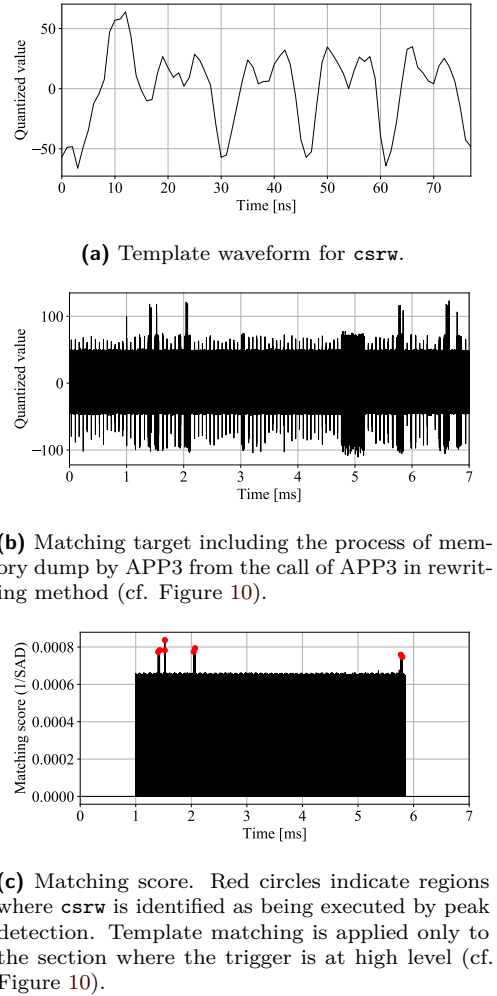 50
0
−50
Quantized value
0 10 20 30 40 50 60 70
Time [ns]
(a) Template waveform for csrw.
100
0
−100
Quantized value
0 1 2 3 4 5 6 7
Time [ms]
(b) Matching target including the process of mem-
ory dump by APP3 from the call of APP3 in rewrit-
ing method (cf. Figure 10).
0.0008
0.0006
0.0004
0.0002
0.0000
Matching score (1/SAD)
0 1 2 3 4 5 6 7
Time [ms]
(c) Matching score. Red circles indicate regions
where csrw is identified as being executed by peak
detection. Template matching is applied only to
the section where the trigger is at high level (cf.
Figure 10).